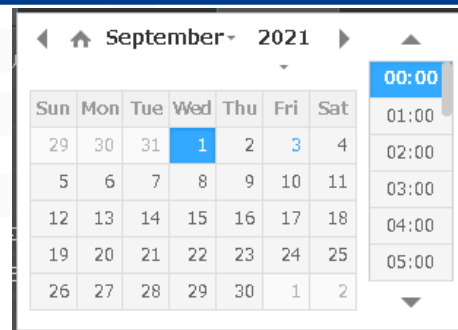 September 2021
Sun Mon Tue Wed Thu Fri Sat
29 30 31 1 2 3 4
5 6 7 8 9 10 11
12 13 14 15 16 17 18
19 20 21 22 23 24 25
26 27 28 29 30 1 2
00:00
01:00
02:00
03:00
04:00
05:00